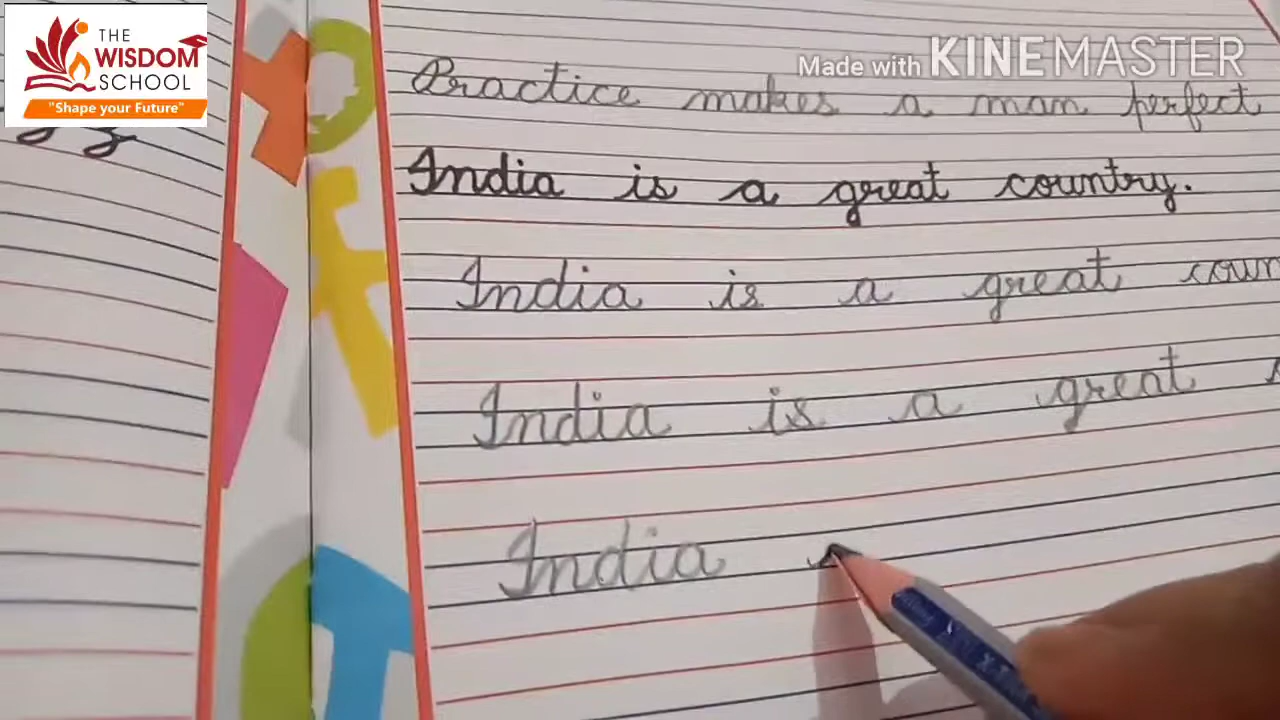 THE
WISDOM
SCHOOL
"Shape your Future"
Made with KINEMASTER
Practice makes a man perfect
India is a great country.
India is a great coun
India is a great
India